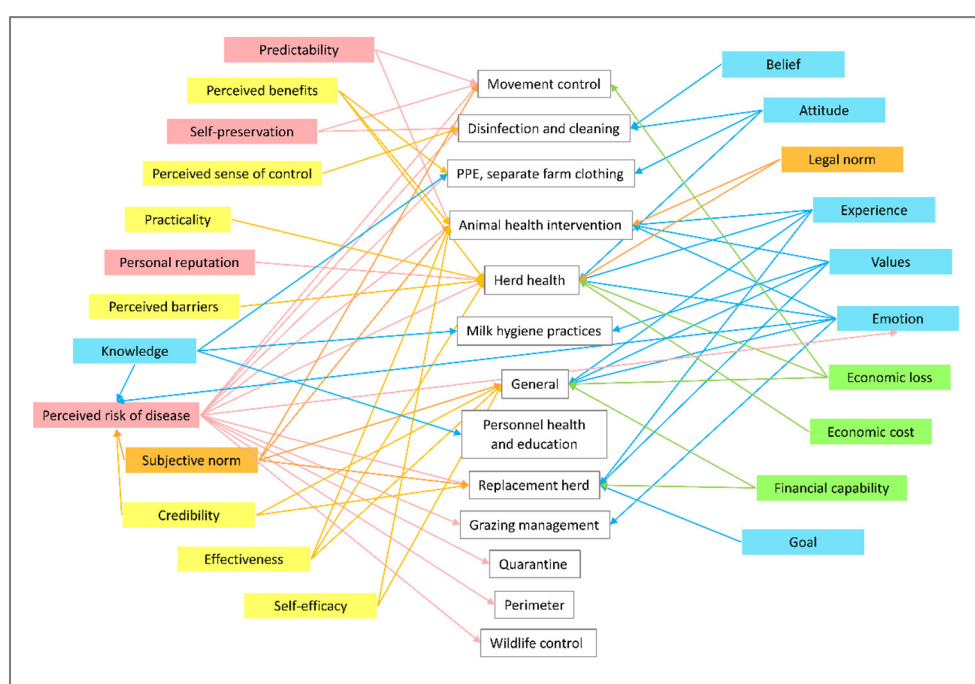 Predictability
Perceived benefits
Self-preservation
Perceived sense of control
Practicality
Personal reputation
Perceived barriers
Knowledge
Perceived risk of disease
Subjective norm
Credibility
Effectiveness
Self-efficacy
Movement control
Disinfection and cleaning
PPE, separate farm clothing
Animal health intervention
Herd health
Milk hygiene practices
General
Personnel health
and education
Replacement herd
Grazing management
Quarantine
Perimeter
Wildlife control
Belief
Attitude
Legal norm
Experience
Values
Emotion
Economic loss
Economic cost
Financial capability
Goal